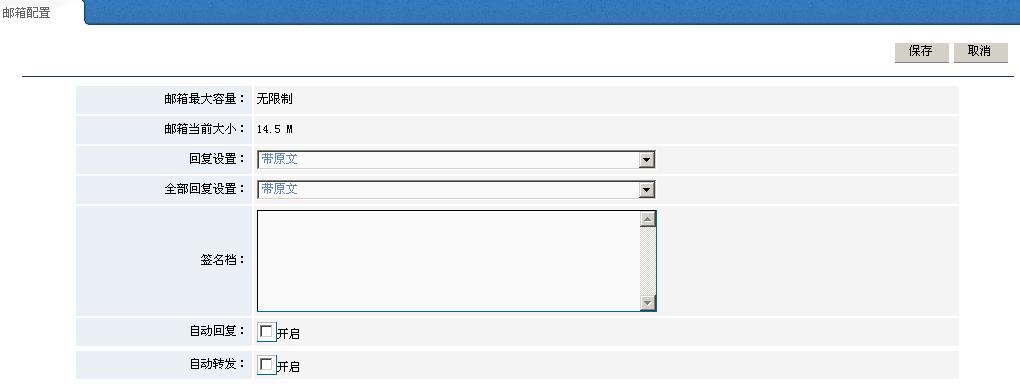 邮箱配置
保存 取消
邮箱最大容量： 无限制
邮箱当前大小： 14.5 M
回复设置： 带原文
全部回复设置： 带原文
签名档：
自动回复： 开启
自动转发： 开启